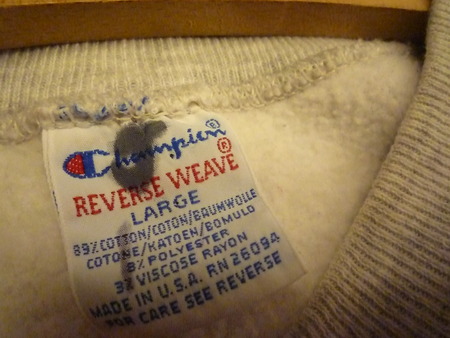 Champion®
REVERSE WEAVE®
LARGE
89% COTTON/COTON/BAUMWOLLE
COTONE/KATOEN/BOMULD
8% POLYESTER
3% VISCOSE RAYON
MADE IN U.S.A. RN 26094
FOR CARE SEE REVERSE